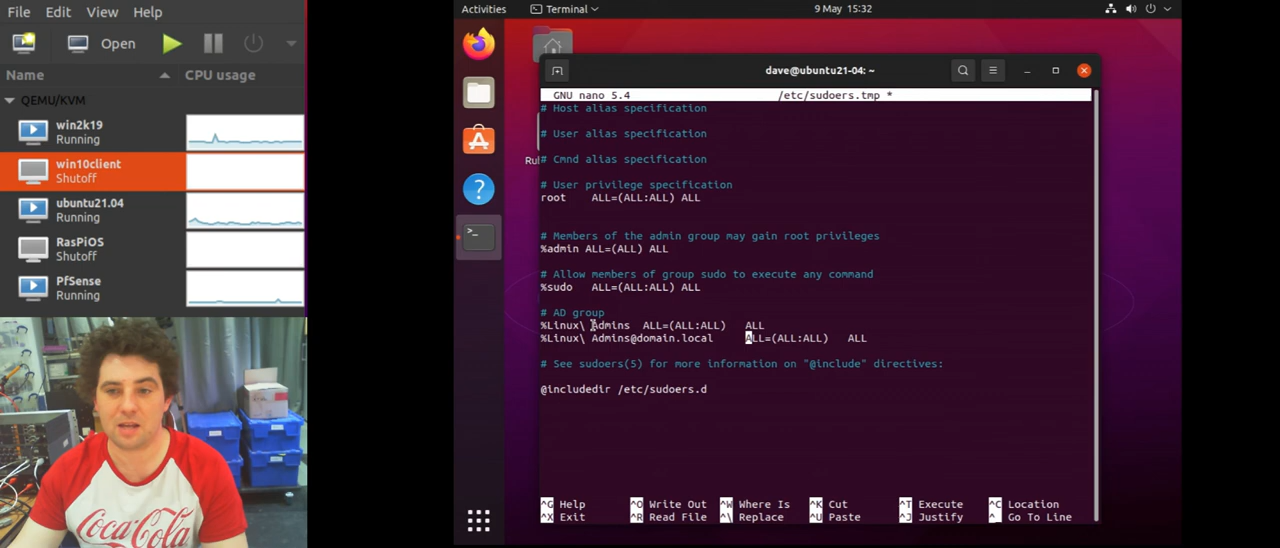 File Edit View Help
Open
Name CPU usage
QEMU/KVM
win2k19
Running
win10client
Shutoff
ubuntu21.04
Running
RasPiOS
Shutoff
PfSense
Running
Coca-Cola
Activities Terminal 9 May 15:32
Ru
dave@ubuntu21-04: ~
GNU nano 5.4 /etc/sudoers.tmp *
# Host alias specification
# User alias specification
# Cmnd alias specification
# User privilege specification
root ALL=(ALL:ALL) ALL
# Members of the admin group may gain root privileges
%admin ALL=(ALL) ALL
# Allow members of group sudo to execute any command
%sudo ALL=(ALL:ALL) ALL
# AD group
%Linux\ Admins ALL=(ALL:ALL) ALL
%Linux\ Admins@domain.local ALL=(ALL:ALL) ALL
# See sudoers(5) for more information on "@include" directives:
@includedir /etc/sudoers.d
^G Help ^O Write Out ^W Where Is ^K Cut ^T Execute ^C Location
^X Exit ^R Read File ^\ Replace ^U Paste ^J Justify ^_ Go To Line